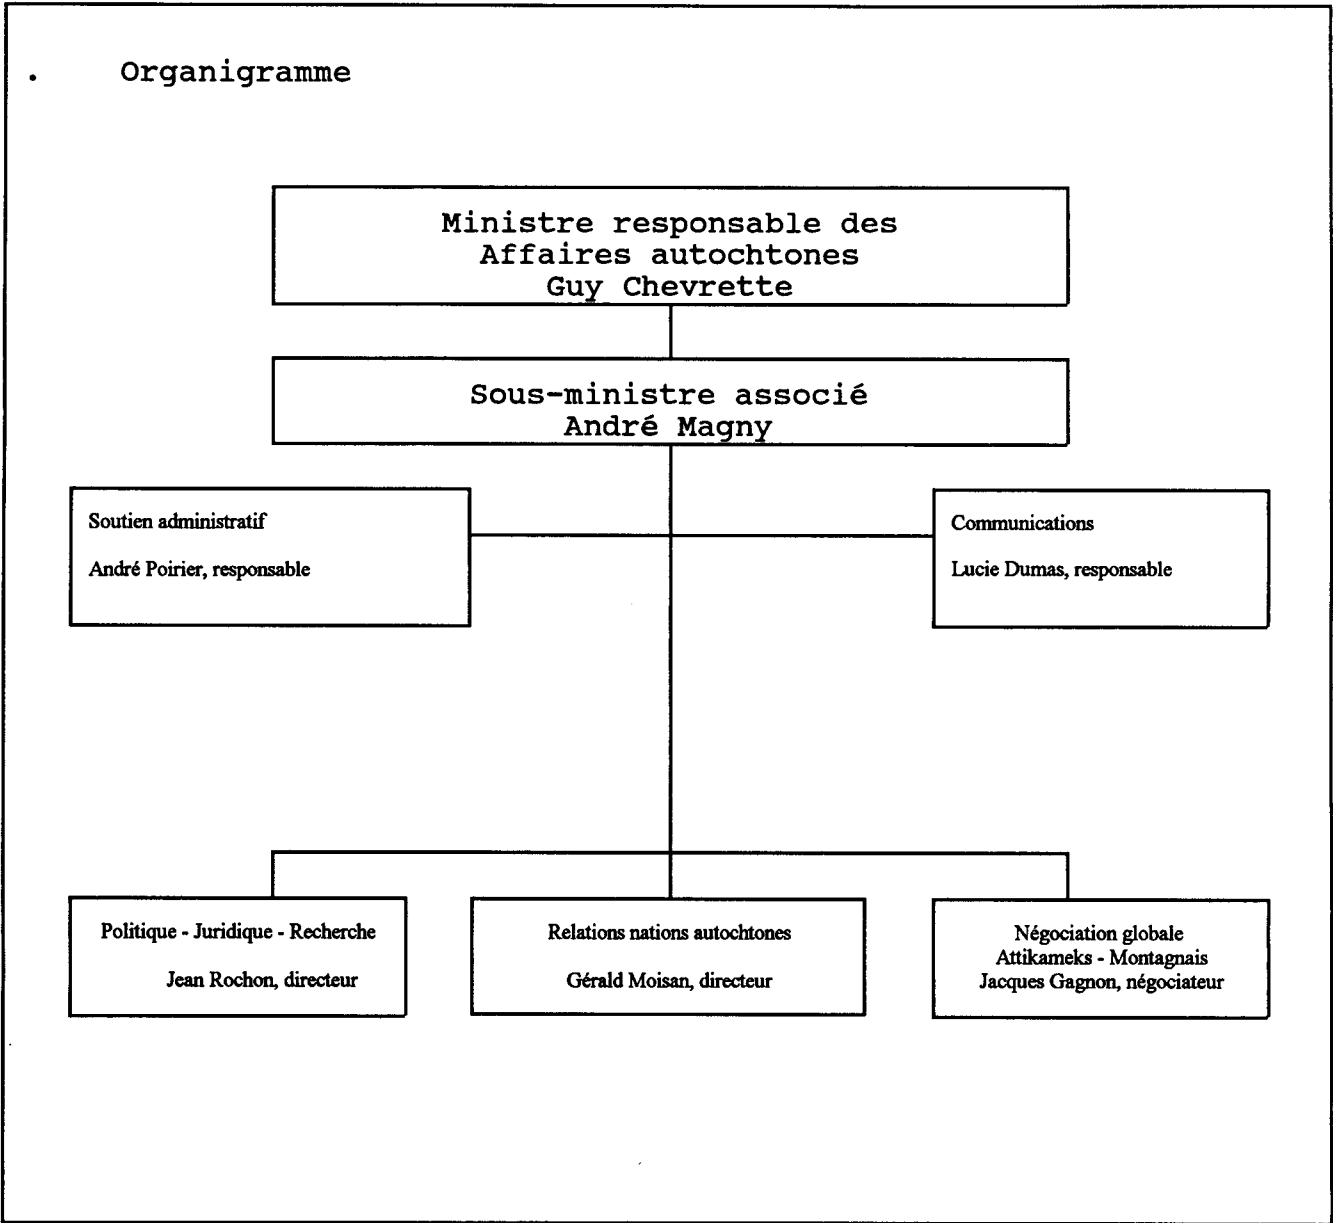 . Organigramme
Ministre responsable des
Affaires autochtones
Guy Chevrette
Sous-ministre associé
André Magny
Soutien administratif
André Poirier, responsable
Communications
Lucie Dumas, responsable
Politique - Juridique - Recherche
Jean Rochon, directeur
Relations nations autochtones
Gérald Moisan, directeur
Négociation globale
Attikameks - Montagnais
Jacques Gagnon, négociateur